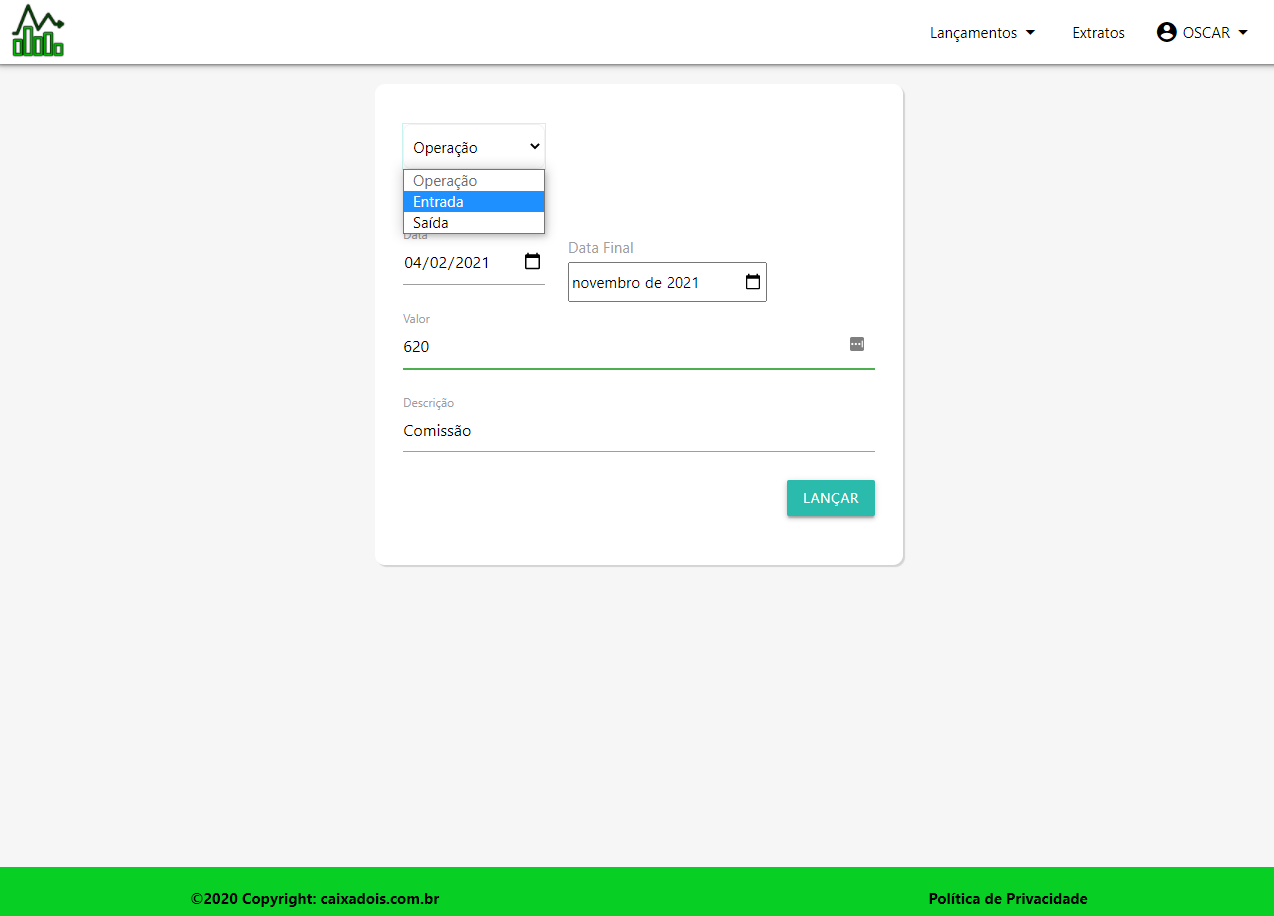 Lançamentos
Extratos
OSCAR
Operação
Operação
Entrada
Saída
Data
04/02/2021
Data Final
novembro de 2021
Valor
620
Descrição
Comissão
LANÇAR
©2020 Copyright: caixadois.com.br
Política de Privacidade